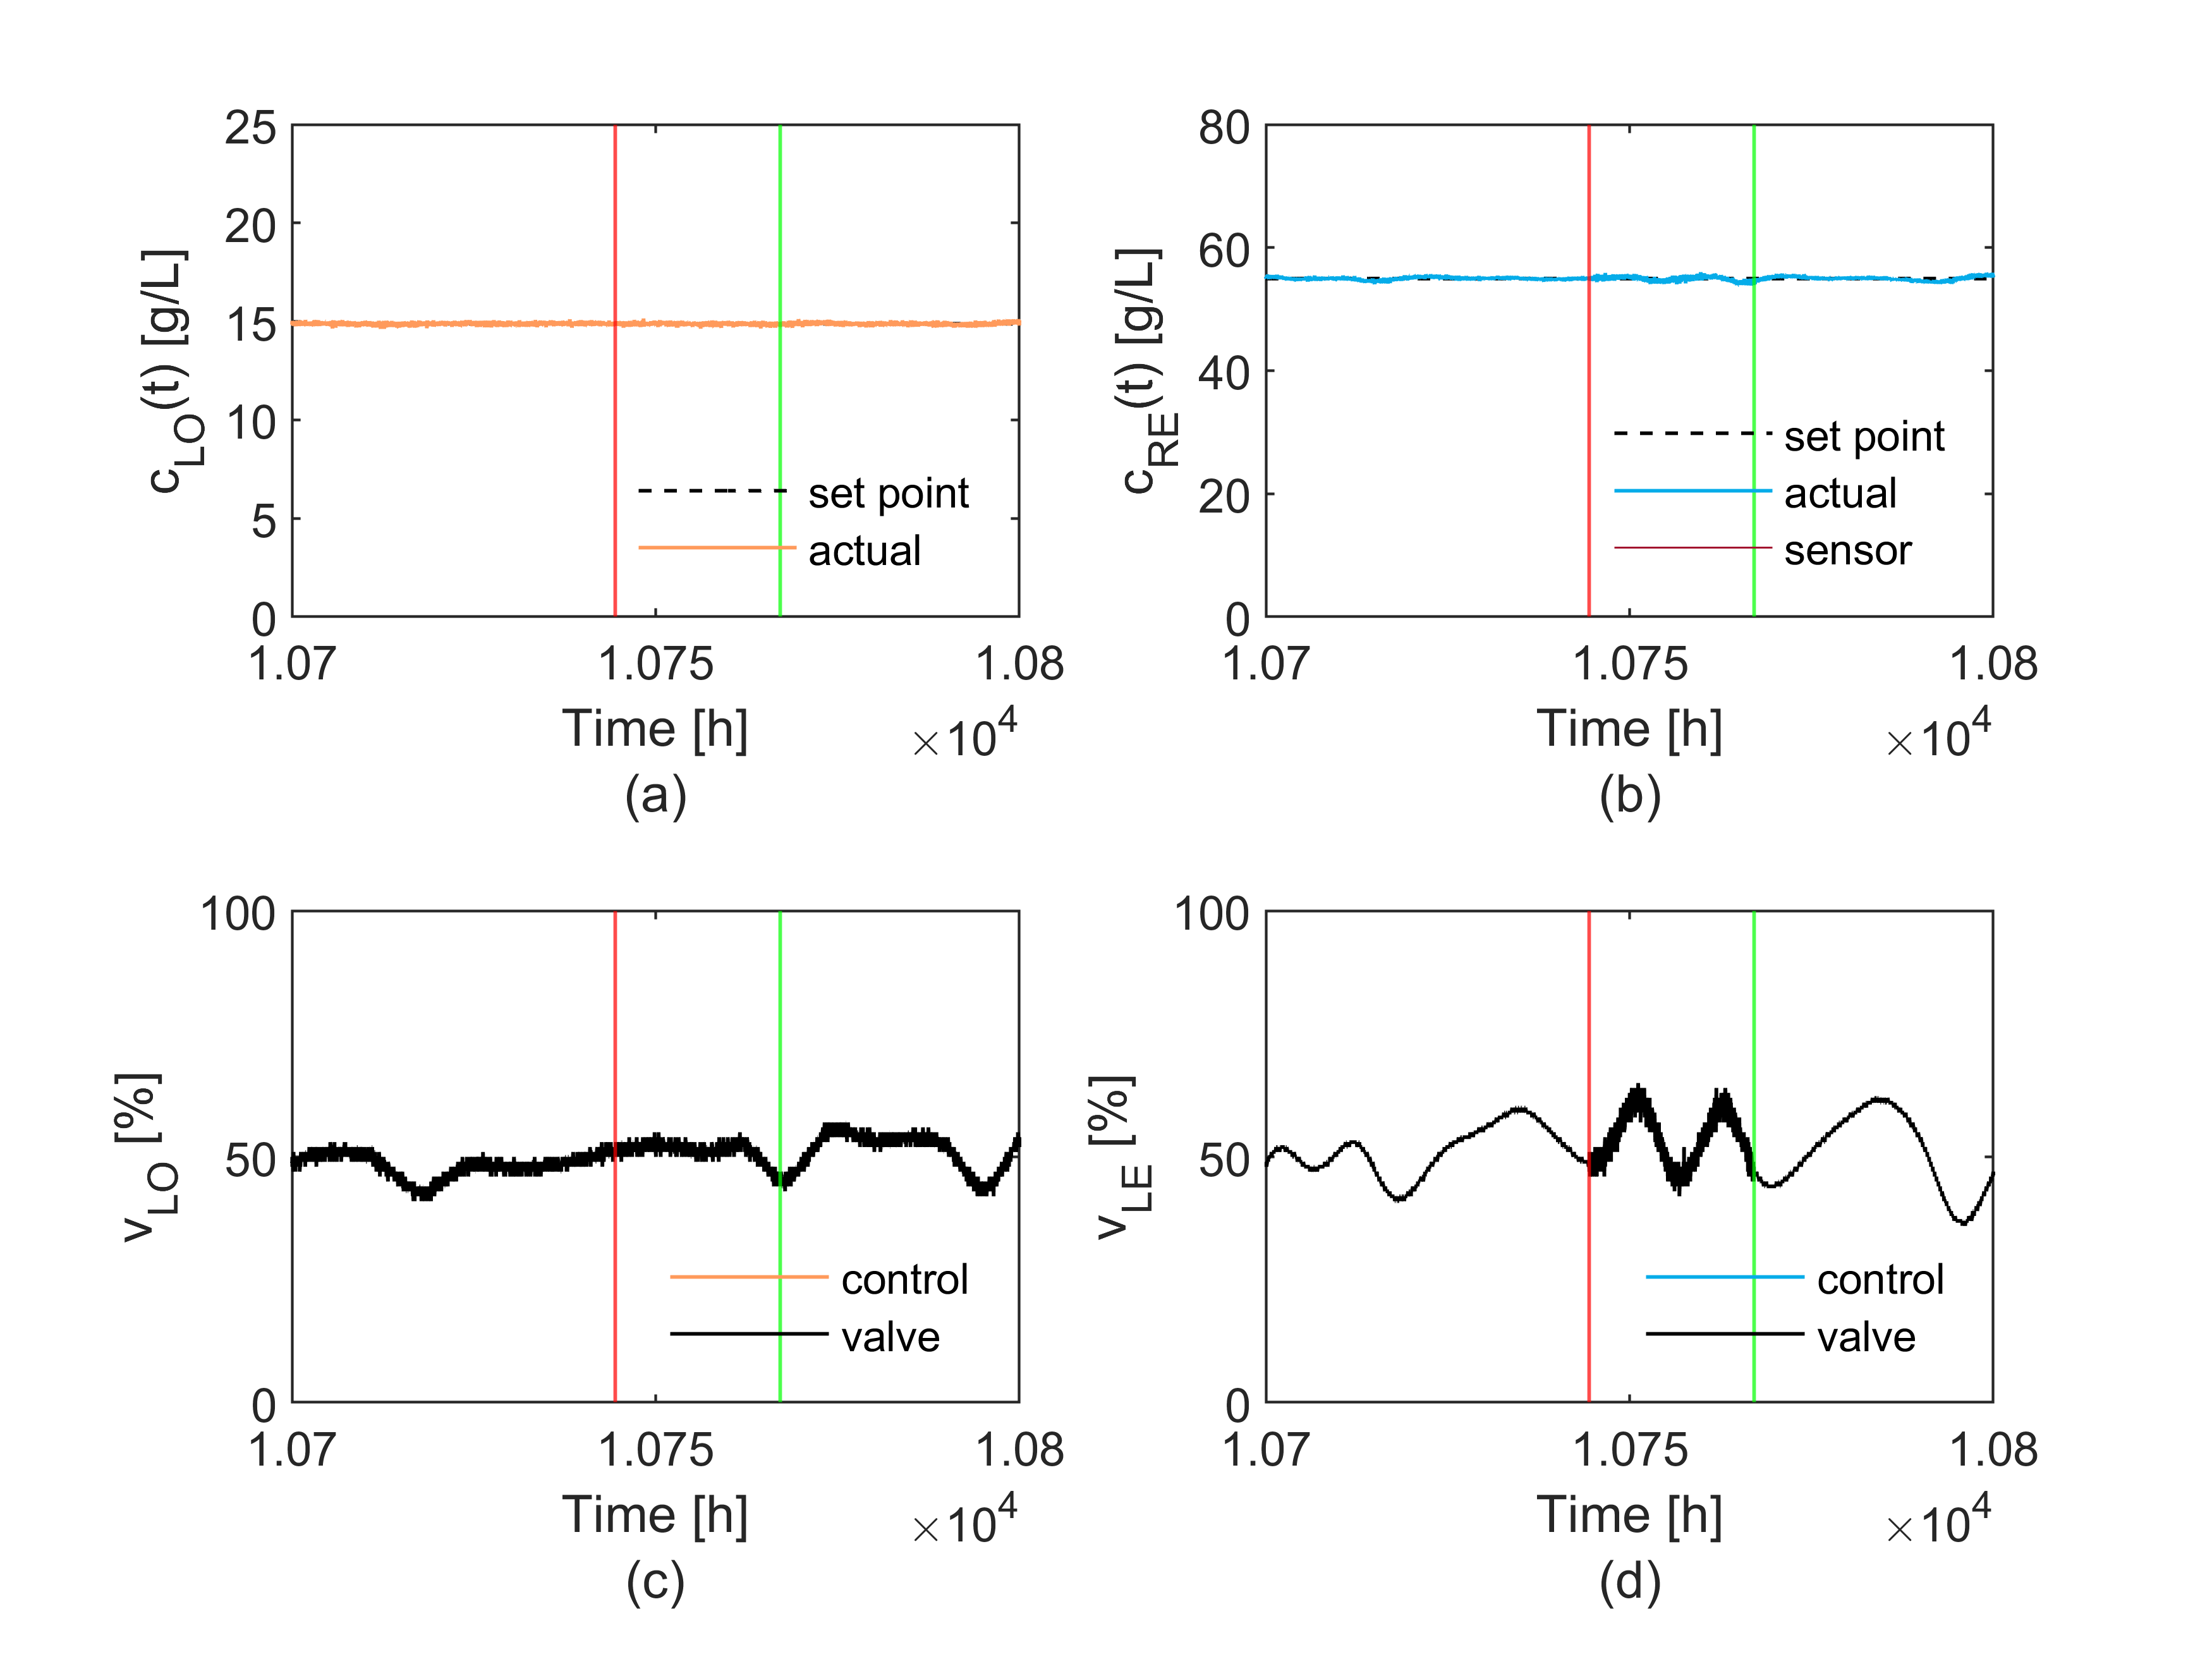 25
20
15
10
5
0
c_LO(t) [g/L]
set point
actual
1.07 1.075 1.08
Time [h] ×10^4
(a)
80
60
40
20
0
c_RE(t) [g/L]
set point
actual
sensor
1.07 1.075 1.08
Time [h] ×10^4
(b)
100
50
0
v_LO [%]
control
valve
1.07 1.075 1.08
Time [h] ×10^4
(c)
100
50
0
v_LE [%]
control
valve
1.07 1.075 1.08
Time [h] ×10^4
(d)